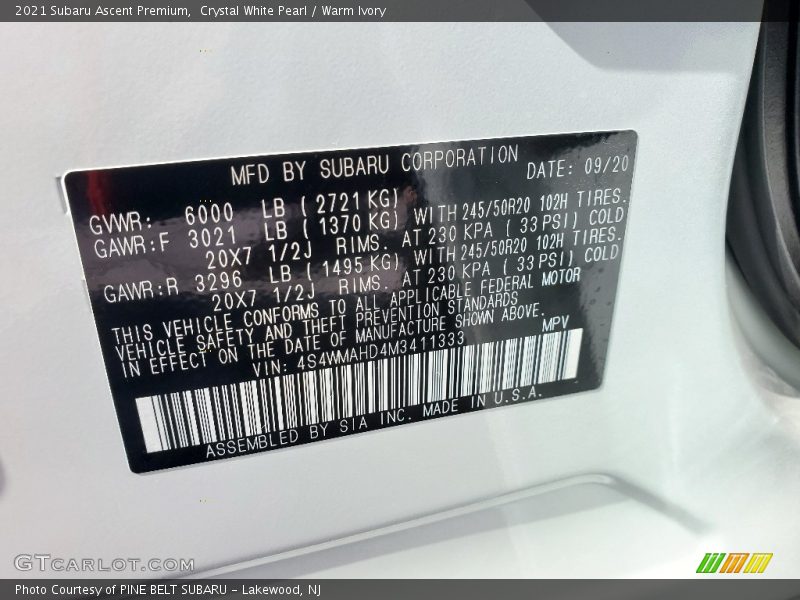 2021 Subaru Ascent Premium,  Crystal White Pearl / Warm Ivory
MFD BY SUBARU CORPORATION
DATE: 09/20
GVWR: 6000 LB ( 2721 KG)
GAWR:F 3021 LB ( 1370 KG) WITH 245/50R20 102H TIRES.
20X7 1/2J RIMS. AT 230 KPA ( 33 PSI) COLD
GAWR:R 3296 LB ( 1495 KG) WITH 245/50R20 102H TIRES.
20X7 1/2J RIMS. AT 230 KPA ( 33 PSI) COLD
THIS VEHICLE CONFORMS TO ALL APPLICABLE FEDERAL MOTOR
VEHICLE SAFETY AND THEFT PREVENTION STANDARDS
IN EFFECT ON THE DATE OF MANUFACTURE SHOWN ABOVE.
VIN: 4S4WMAHD4M3411333
MPV
ASSEMBLED BY SIA INC. MADE IN U.S.A.
GTCARLOT.COM
Photo Courtesy of PINE BELT SUBARU – Lakewood, NJ